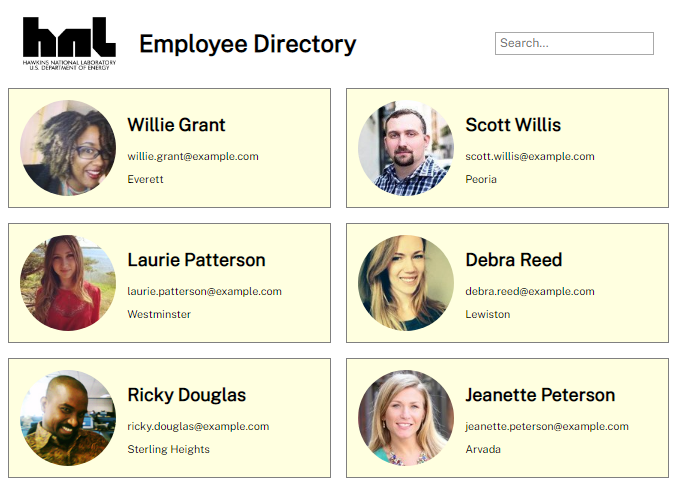 hnl
HAWKINS NATIONAL LABORATORY
U.S. DEPARTMENT OF ENERGY
Employee Directory
Search...
Willie Grant
willie.grant@example.com
Everett
Scott Willis
scott.willis@example.com
Peoria
Laurie Patterson
laurie.patterson@example.com
Westminster
Debra Reed
debra.reed@example.com
Lewiston
Ricky Douglas
ricky.douglas@example.com
Sterling Heights
Jeanette Peterson
jeanette.peterson@example.com
Arvada